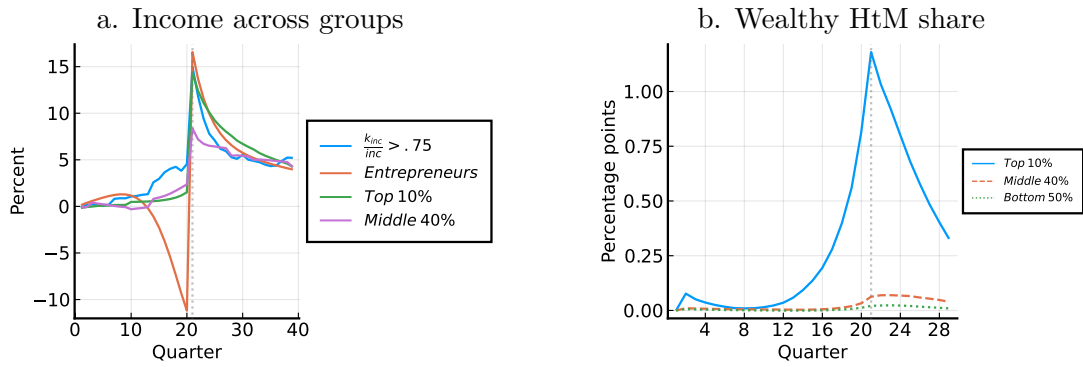 a. Income across groups
Percent
15
10
5
0
−5
−10
0
10
20
30
40
Quarter
k_inc/inc > .75
Entrepreneurs
Top 10%
Middle 40%
b. Wealthy HtM share
Percentage points
1.00
0.75
0.50
0.25
0.00
4
8
12
16
20
24
28
Quarter
Top 10%
Middle 40%
Bottom 50%